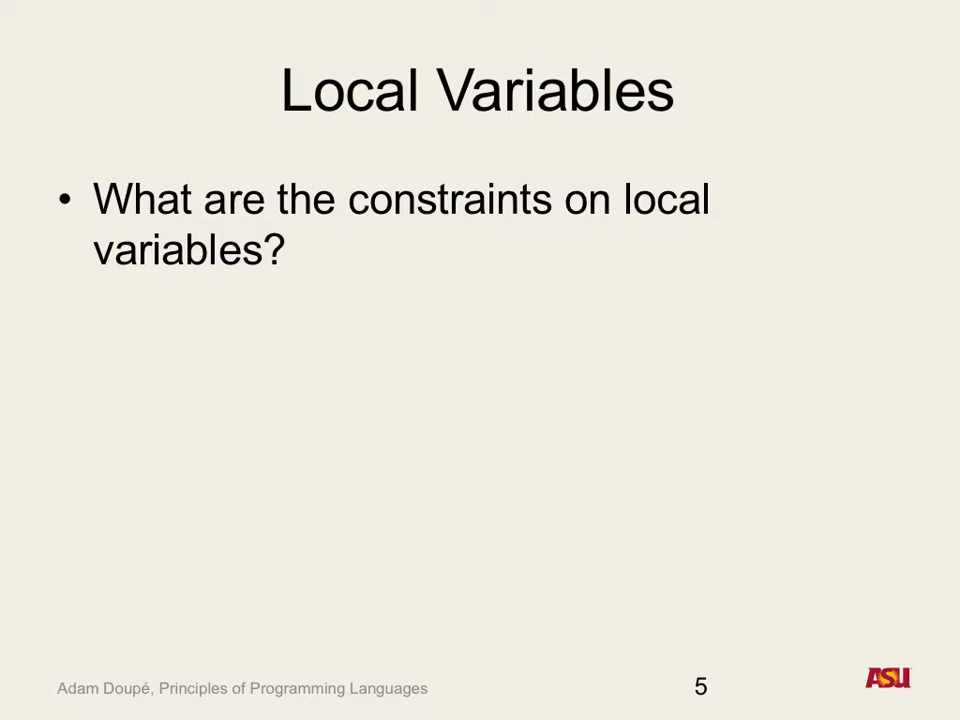 Local Variables
• What are the constraints on local
variables?
Adam Doupé, Principles of Programming Languages
5
ASU